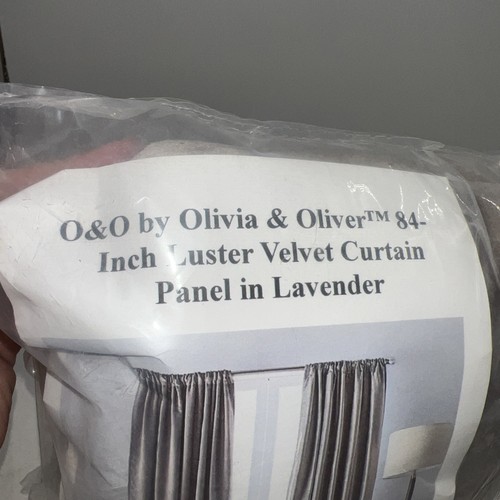 O&O by Olivia & Oliver™ 84-
Inch Luster Velvet Curtain
Panel in Lavender